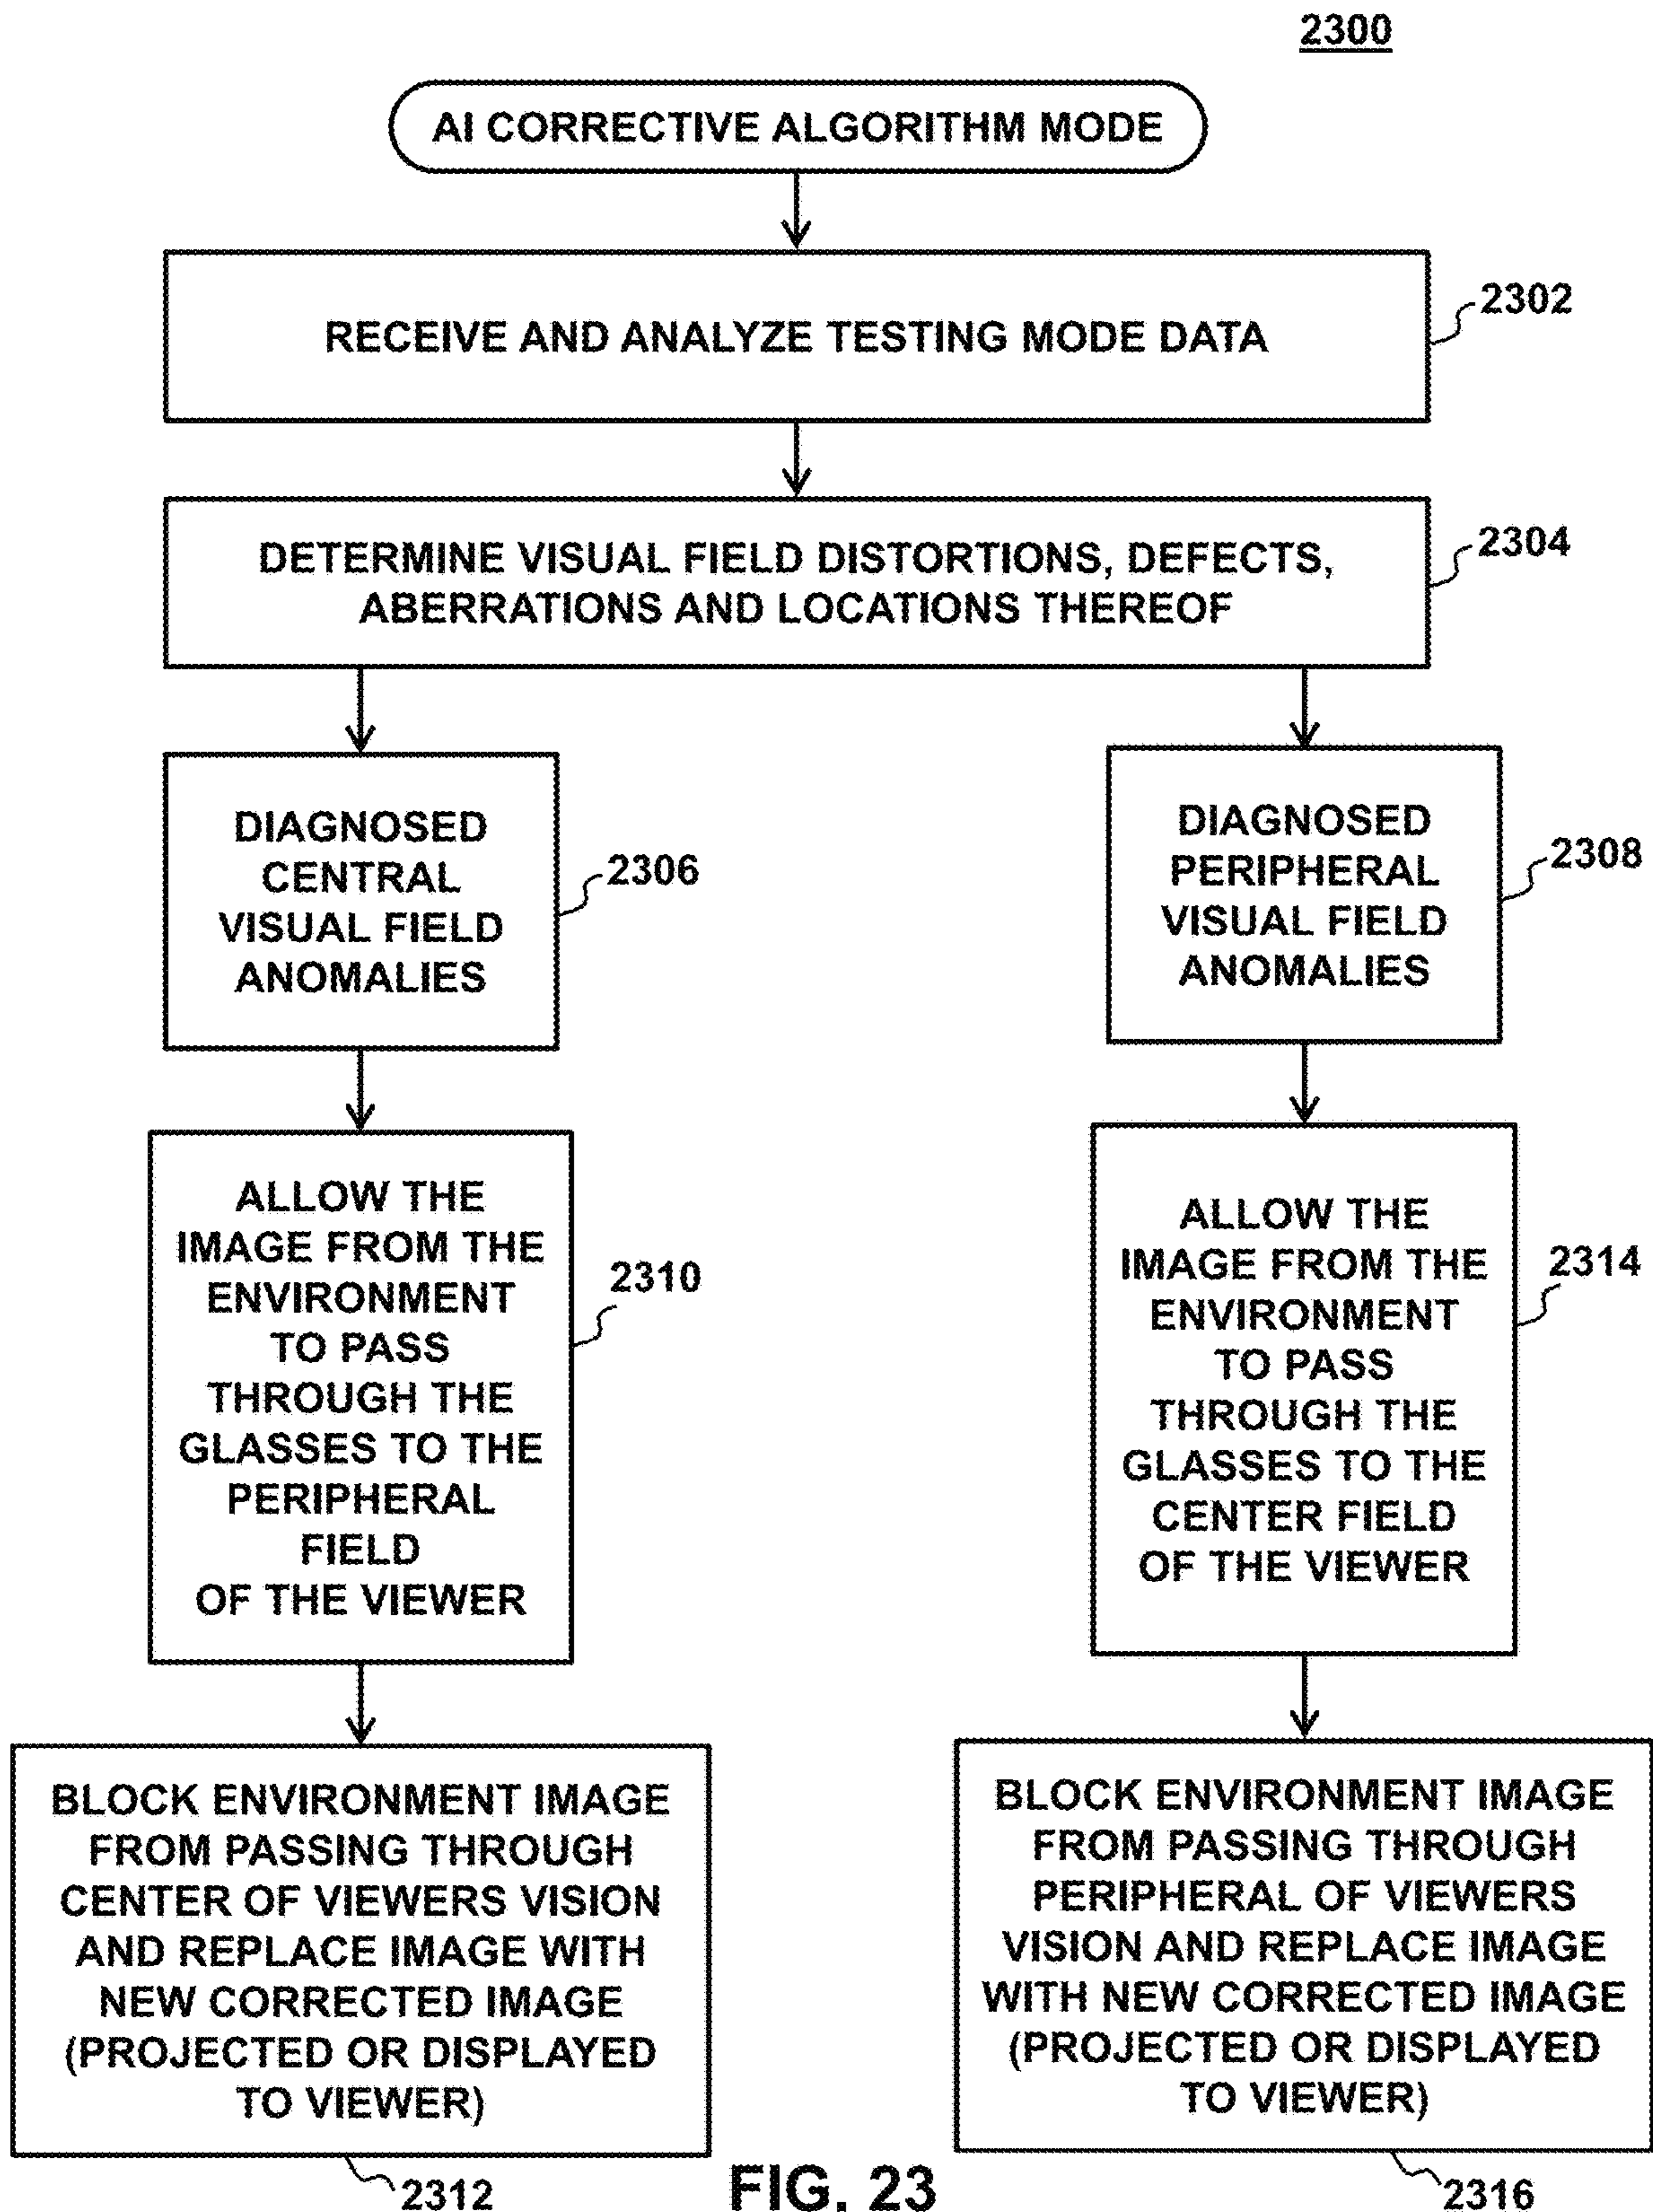 2300
AI CORRECTIVE ALGORITHM MODE
RECEIVE AND ANALYZE TESTING MODE DATA
2302
DETERMINE VISUAL FIELD DISTORTIONS, DEFECTS,
ABERRATIONS AND LOCATIONS THEREOF
2304
DIAGNOSED
CENTRAL
VISUAL FIELD
ANOMALIES
2306
DIAGNOSED
PERIPHERAL
VISUAL FIELD
ANOMALIES
2308
ALLOW THE
IMAGE FROM THE
ENVIRONMENT
TO PASS
THROUGH THE
GLASSES TO THE
PERIPHERAL
FIELD
OF THE VIEWER
2310
ALLOW THE
IMAGE FROM THE
ENVIRONMENT
TO PASS
THROUGH THE
GLASSES TO THE
CENTER FIELD
OF THE VIEWER
2314
BLOCK ENVIRONMENT IMAGE
FROM PASSING THROUGH
CENTER OF VIEWERS VISION
AND REPLACE IMAGE WITH
NEW CORRECTED IMAGE
(PROJECTED OR DISPLAYED
TO VIEWER)
2312
BLOCK ENVIRONMENT IMAGE
FROM PASSING THROUGH
PERIPHERAL OF VIEWERS
VISION AND REPLACE IMAGE
WITH NEW CORRECTED IMAGE
(PROJECTED OR DISPLAYED
TO VIEWER)
2316
FIG. 23